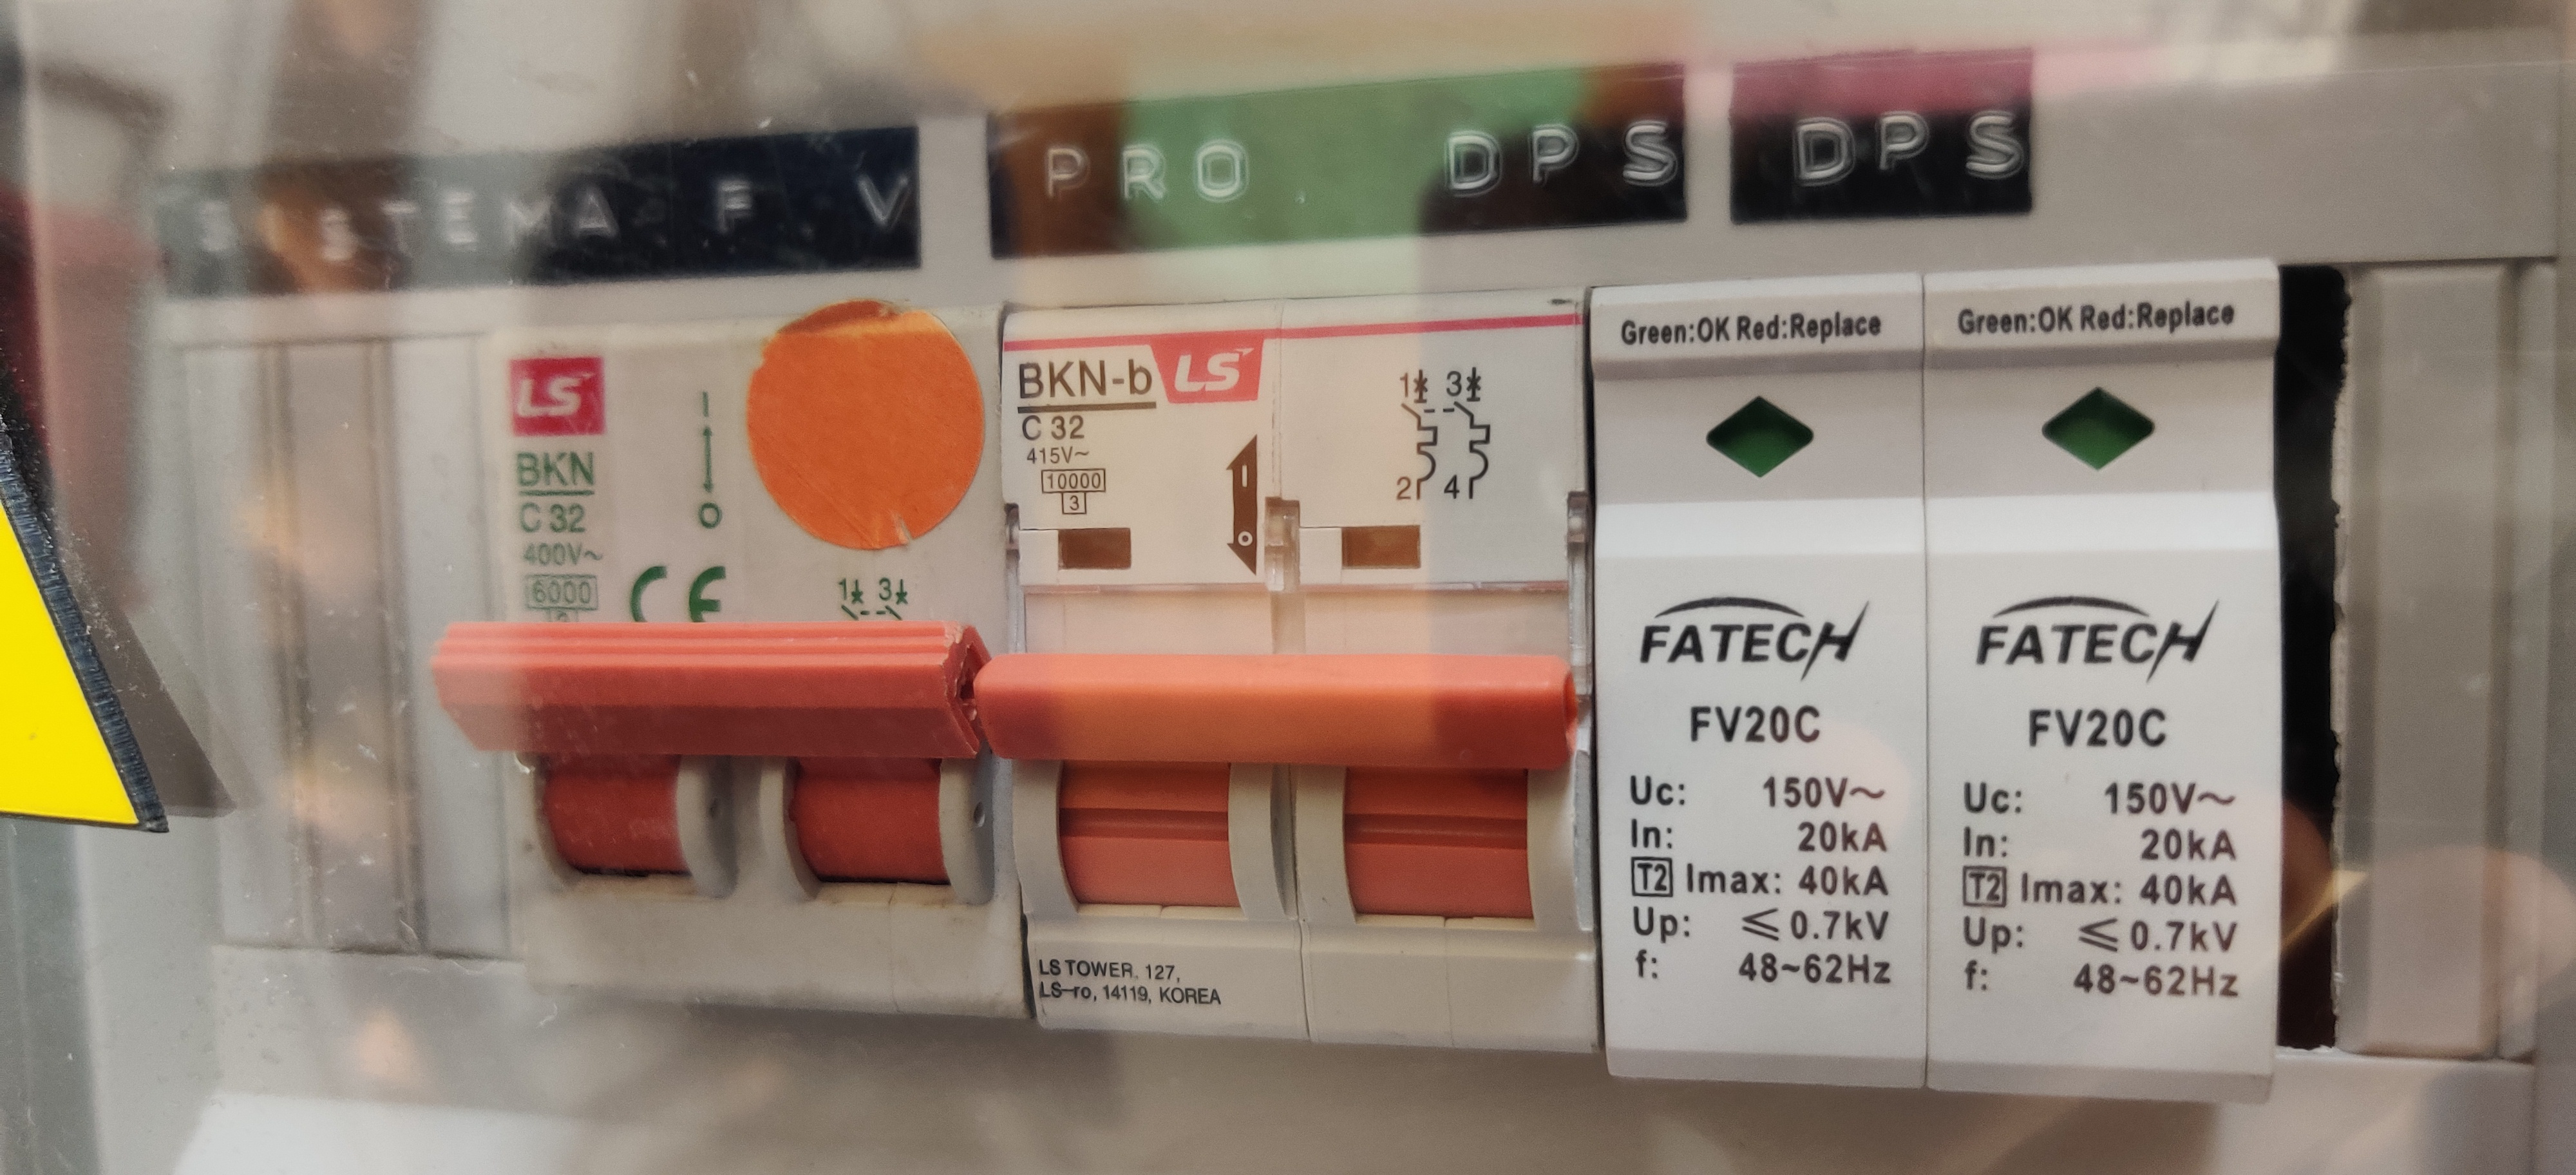 SISTEMA F V
PRO. DPS
DPS
LS
BKN
C 32
400V~
6000
I
O
CE
1 3
BKN-b LS
C 32
415V~
10000
3
I
O
1 3
2 4
LS TOWER, 127,
LS-ro, 14119, KOREA
Green:OK Red:Replace
FATECH
FV20C
Uc: 150V~
In: 20kA
T2 Imax: 40kA
Up: ≤0.7kV
f: 48~62Hz
Green:OK Red:Replace
FATECH
FV20C
Uc: 150V~
In: 20kA
T2 Imax: 40kA
Up: ≤0.7kV
f: 48~62Hz